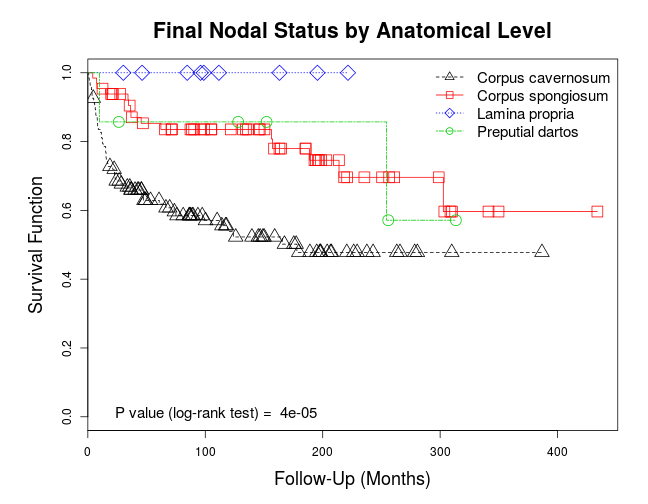 Final Nodal Status by Anatomical Level
Corpus cavernosum
Corpus spongiosum
Lamina propria
Preputial dartos
Survival Function
1.0
0.8
0.6
0.4
0.2
0.0
P value (log-rank test) = 4e-05
0 100 200 300 400
Follow-Up (Months)